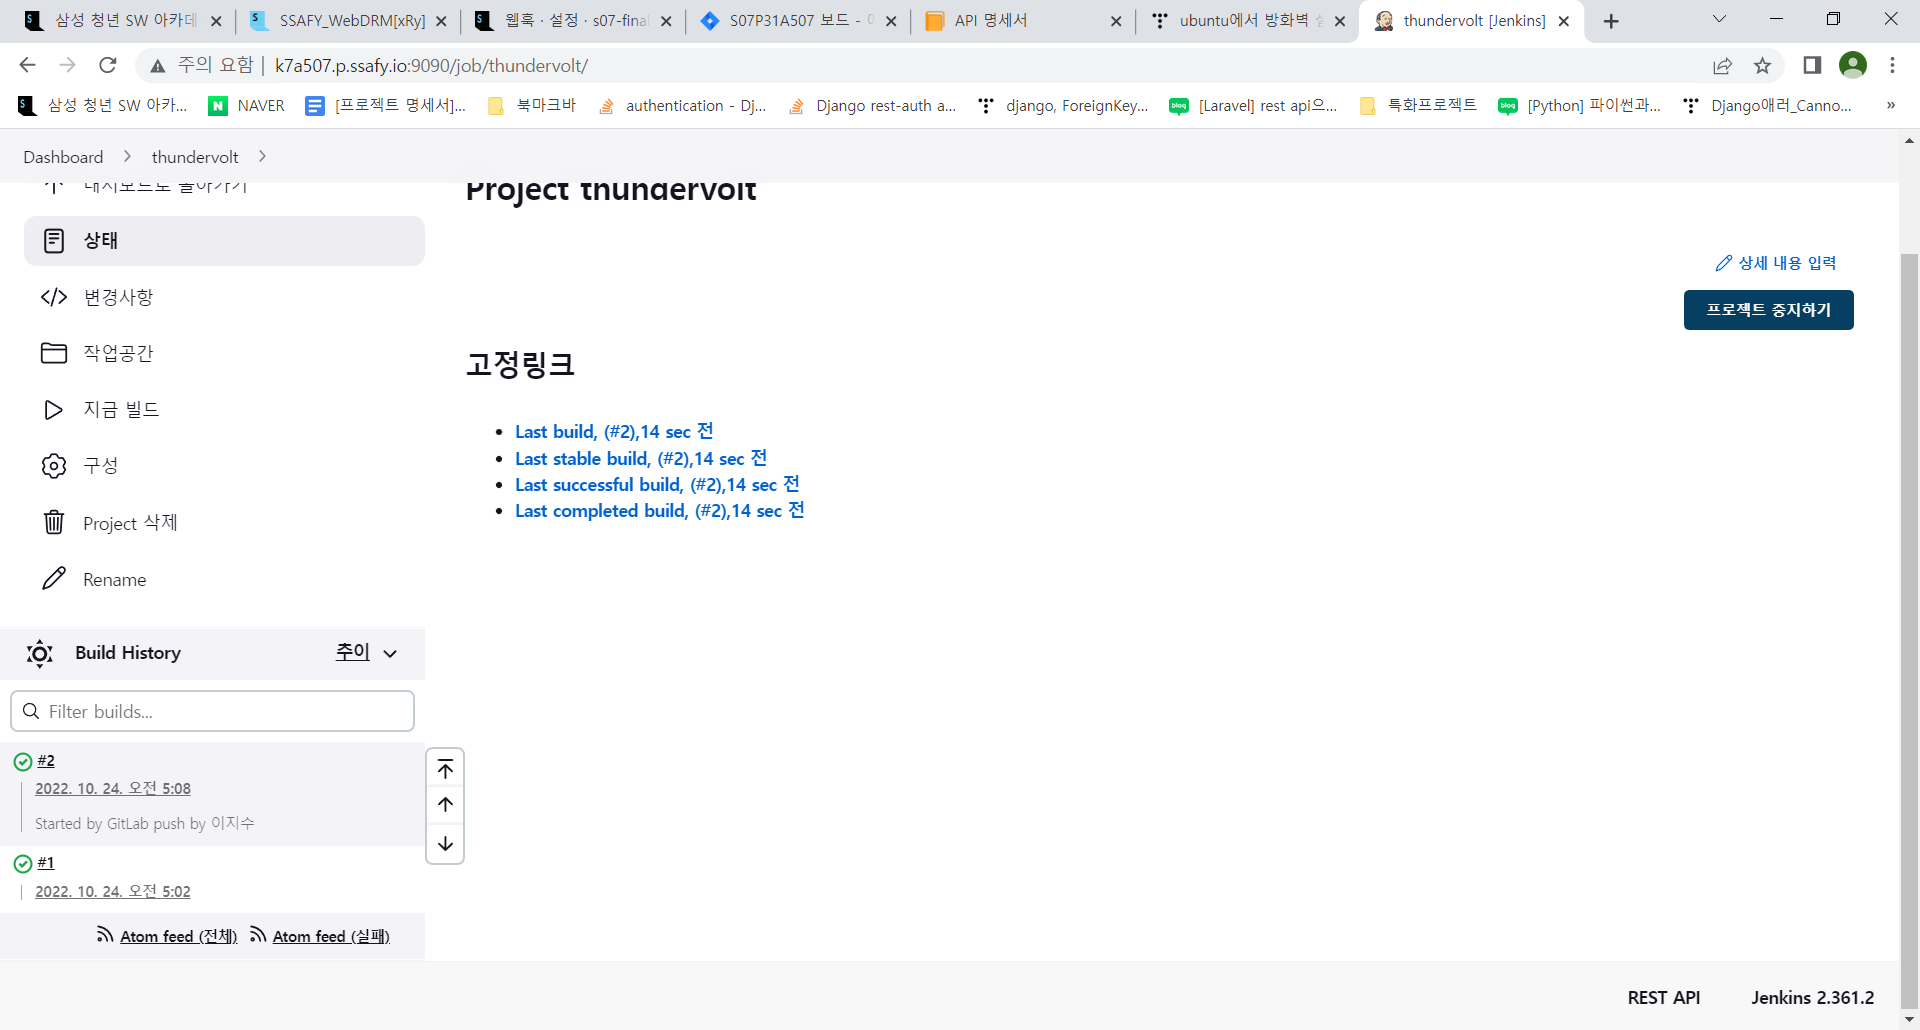 삼성 청년 SW 아카데
SSAFY_WebDRM[xRy]
웹훅 · 설정 · s07-final
S07P31A507 보드 -
API 명세서
ubuntu에서 방화벽
thundervolt [Jenkins]
주의 요함 | k7a507.p.ssafy.io:9090/job/thundervolt/
삼성 청년 SW 아카...
NAVER
[프로젝트 명세서]...
북마크바
authentication - Dj...
Django rest-auth a...
django, ForeignKey...
[Laravel] rest api으...
특화프로젝트
[Python] 파이썬과...
Django애러_Canno...
»
Dashboard
thundervolt
대시보드로 돌아가기
Project thundervolt
상태
상세 내용 입력
변경사항
프로젝트 중지하기
작업공간
고정링크
지금 빌드
Last build, (#2),14 sec 전
Last stable build, (#2),14 sec 전
구성
Last successful build, (#2),14 sec 전
Last completed build, (#2),14 sec 전
Project 삭제
Rename
Build History
추이
Filter builds...
#2
2022. 10. 24. 오전 5:08
Started by GitLab push by 이지수
#1
2022. 10. 24. 오전 5:02
Atom feed (전체)
Atom feed (실패)
REST API
Jenkins 2.361.2